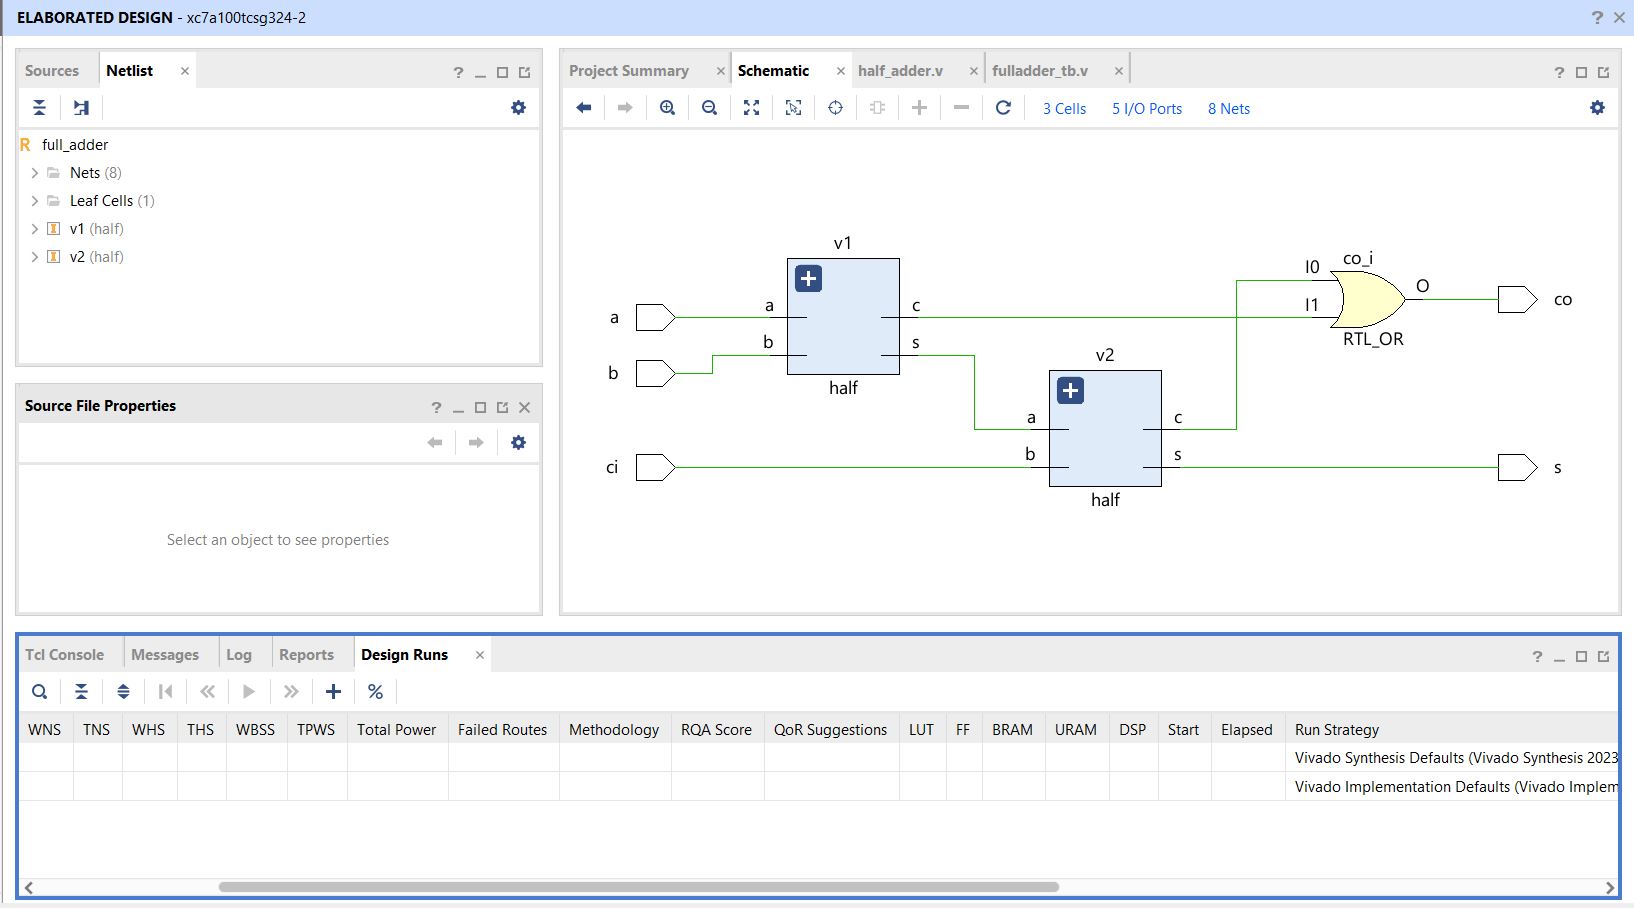 ELABORATED DESIGN - xc7a100tcsg324-2
Sources Netlist
full_adder
Nets (8)
Leaf Cells (1)
v1 (half)
v2 (half)
Source File Properties
Select an object to see properties
Project Summary Schematic half_adder.v fulladder_tb.v
3 Cells 5 I/O Ports 8 Nets
v1
a
b
c
s
half
a
b
ci
v2
a
b
c
s
half
I0
I1
co_i
O
RTL_OR
co
s
Tcl Console Messages Log Reports Design Runs
WNS TNS WHS THS WBSS TPWS Total Power Failed Routes Methodology RQA Score QoR Suggestions LUT FF BRAM URAM DSP Start Elapsed Run Strategy
Vivado Synthesis Defaults (Vivado Synthesis 2023
Vivado Implementation Defaults (Vivado Implem